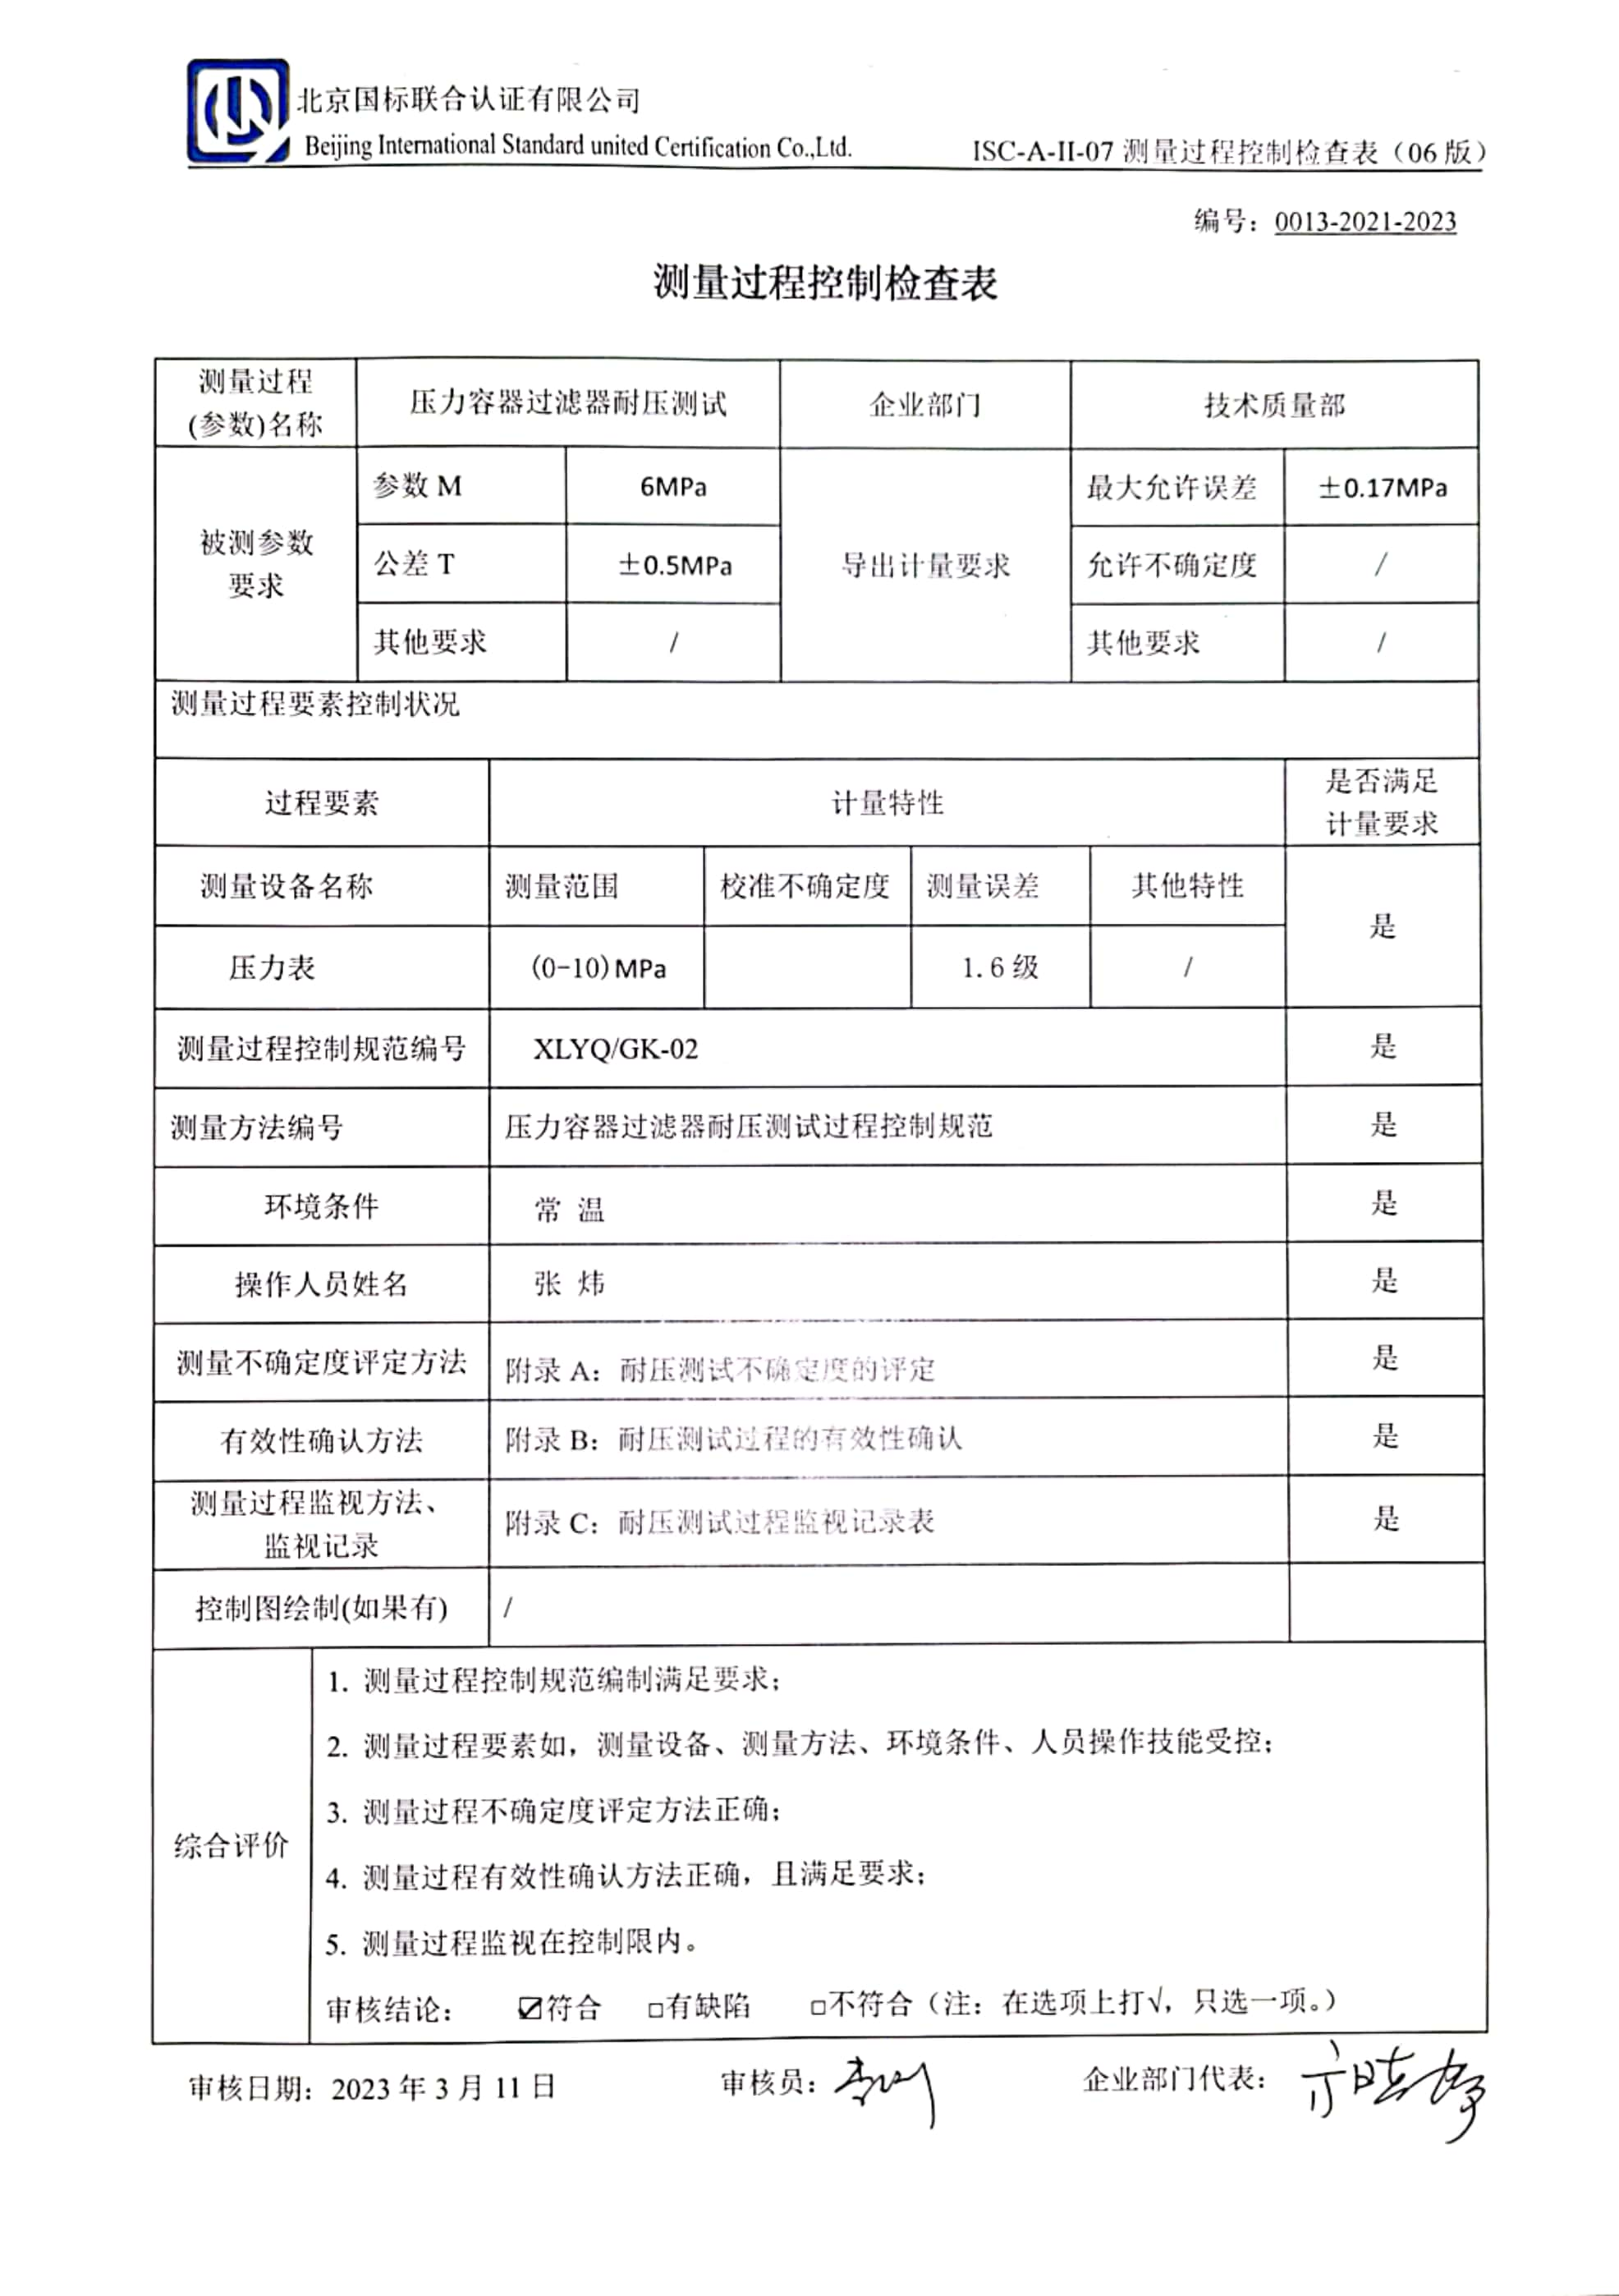 北京国标联合认证有限公司
Beijing International Standard united Certification Co.,Ltd. ISC-A-II-07 测量过程控制检查表（06 版）
编号：0013-2021-2023
测量过程控制检查表
测量过程
(参数)名称
压力容器过滤器耐压测试
企业部门
技术质量部
被测参数
要求
参数 M
6MPa
导出计量要求
最大允许误差
±0.17MPa
公差 T
±0.5MPa
允许不确定度
/
其他要求
/
其他要求
/
测量过程要素控制状况
过程要素
计量特性
是否满足
计量要求
测量设备名称
测量范围
校准不确定度
测量误差
其他特性
是
压力表
(0-10)MPa
1.6 级
/
测量过程控制规范编号
XLYQ/GK-02
是
测量方法编号
压力容器过滤器耐压测试过程控制规范
是
环境条件
常 温
是
操作人员姓名
张 炜
是
测量不确定度评定方法
附录 A：耐压测试不确定度的评定
是
有效性确认方法
附录 B：耐压测试过程的有效性确认
是
测量过程监视方法、
监视记录
附录 C：耐压测试过程监视记录表
是
控制图绘制(如果有)
/
综合评价
1. 测量过程控制规范编制满足要求；
2. 测量过程要素如，测量设备、测量方法、环境条件、人员操作技能受控；
3. 测量过程不确定度评定方法正确；
4. 测量过程有效性确认方法正确，且满足要求；
5. 测量过程监视在控制限内。
审核结论： ☑符合 □有缺陷 □不符合（注：在选项上打√，只选一项。）
审核日期：2023 年 3 月 11 日 审核员： 企业部门代表：